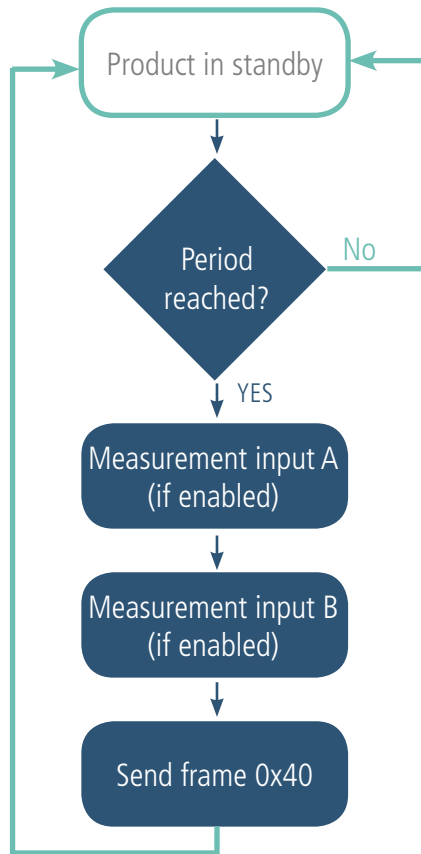 Product in standby
Period
reached?
No
YES
Measurement input A
(if enabled)
Measurement input B
(if enabled)
Send frame 0x40